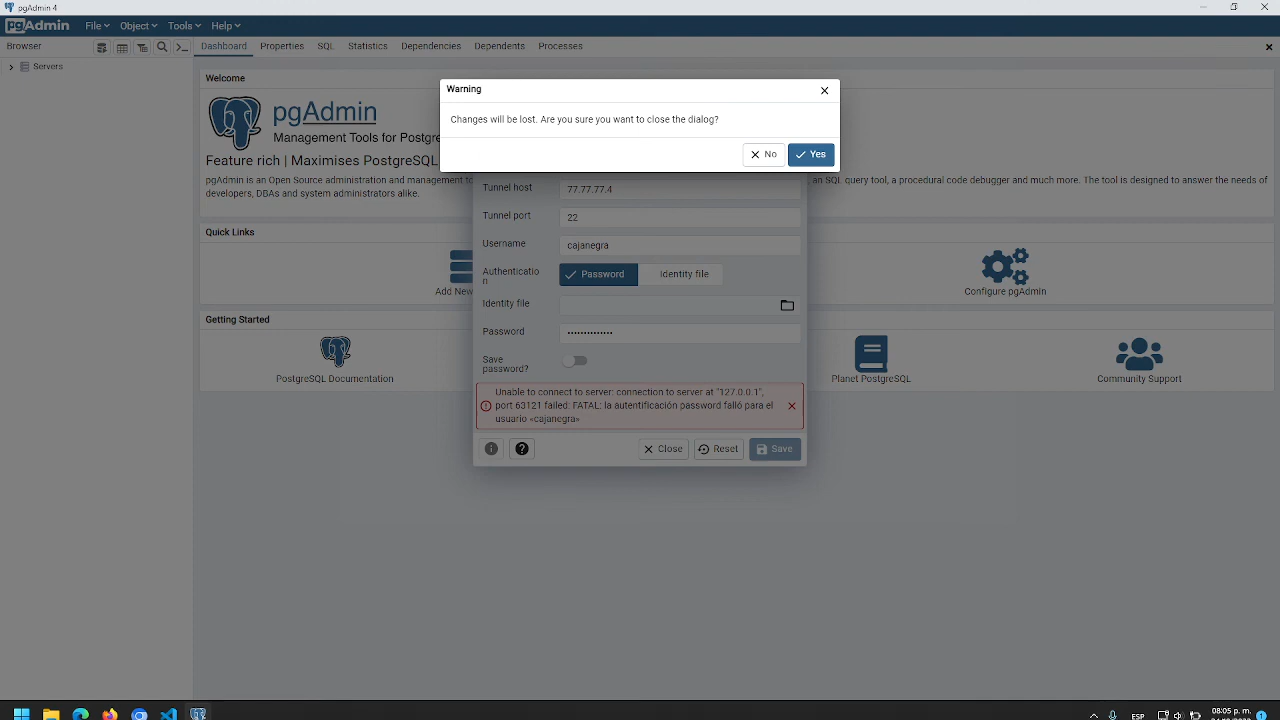 pgAdmin 4
pgAdmin File Object Tools Help
Browser
Dashboard Properties SQL Statistics Dependencies Dependents Processes
Servers
Welcome
pgAdmin
Management Tools for Postgre
Feature rich | Maximises PostgreSQL
pgAdmin is an Open Source administration and management to
an SQL query tool, a procedural code debugger and much more. The tool is designed to answer the needs of
developers, DBAs and system administrators alike.
Warning
Changes will be lost. Are you sure you want to close the dialog?
No Yes
Quick Links
Add New
Configure pgAdmin
Getting Started
PostgreSQL Documentation
Planet PostgreSQL
Community Support
Tunnel host 77.77.77.4
Tunnel port 22
Username cajanegra
Authenticatio
n
Password Identity file
Identity file
Password ••••••••••••••
Save
password?
Unable to connect to server: connection to server at "127.0.0.1",
port 63121 failed: FATAL: la autentificación password falló para el
usuario «cajanegra»
Close Reset Save
ESP
08:05 p. m.